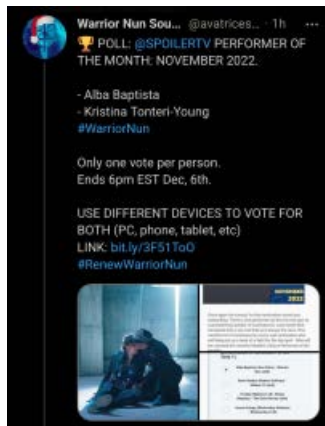 Warrior Nun Sou... @avatrices... · 1h
🏆 POLL: @SPOILERTV PERFORMER OF
THE MONTH: NOVEMBER 2022.
- Alba Baptista
- Kristina Tonteri-Young
#WarriorNun
Only one vote per person.
Ends 6pm EST Dec, 6th.
USE DIFFERENT DEVICES TO VOTE FOR
BOTH (PC, phone, tablet, etc)
LINK: bit.ly/3F51ToO
#RenewWarriorNun
NOVEMBER
2022